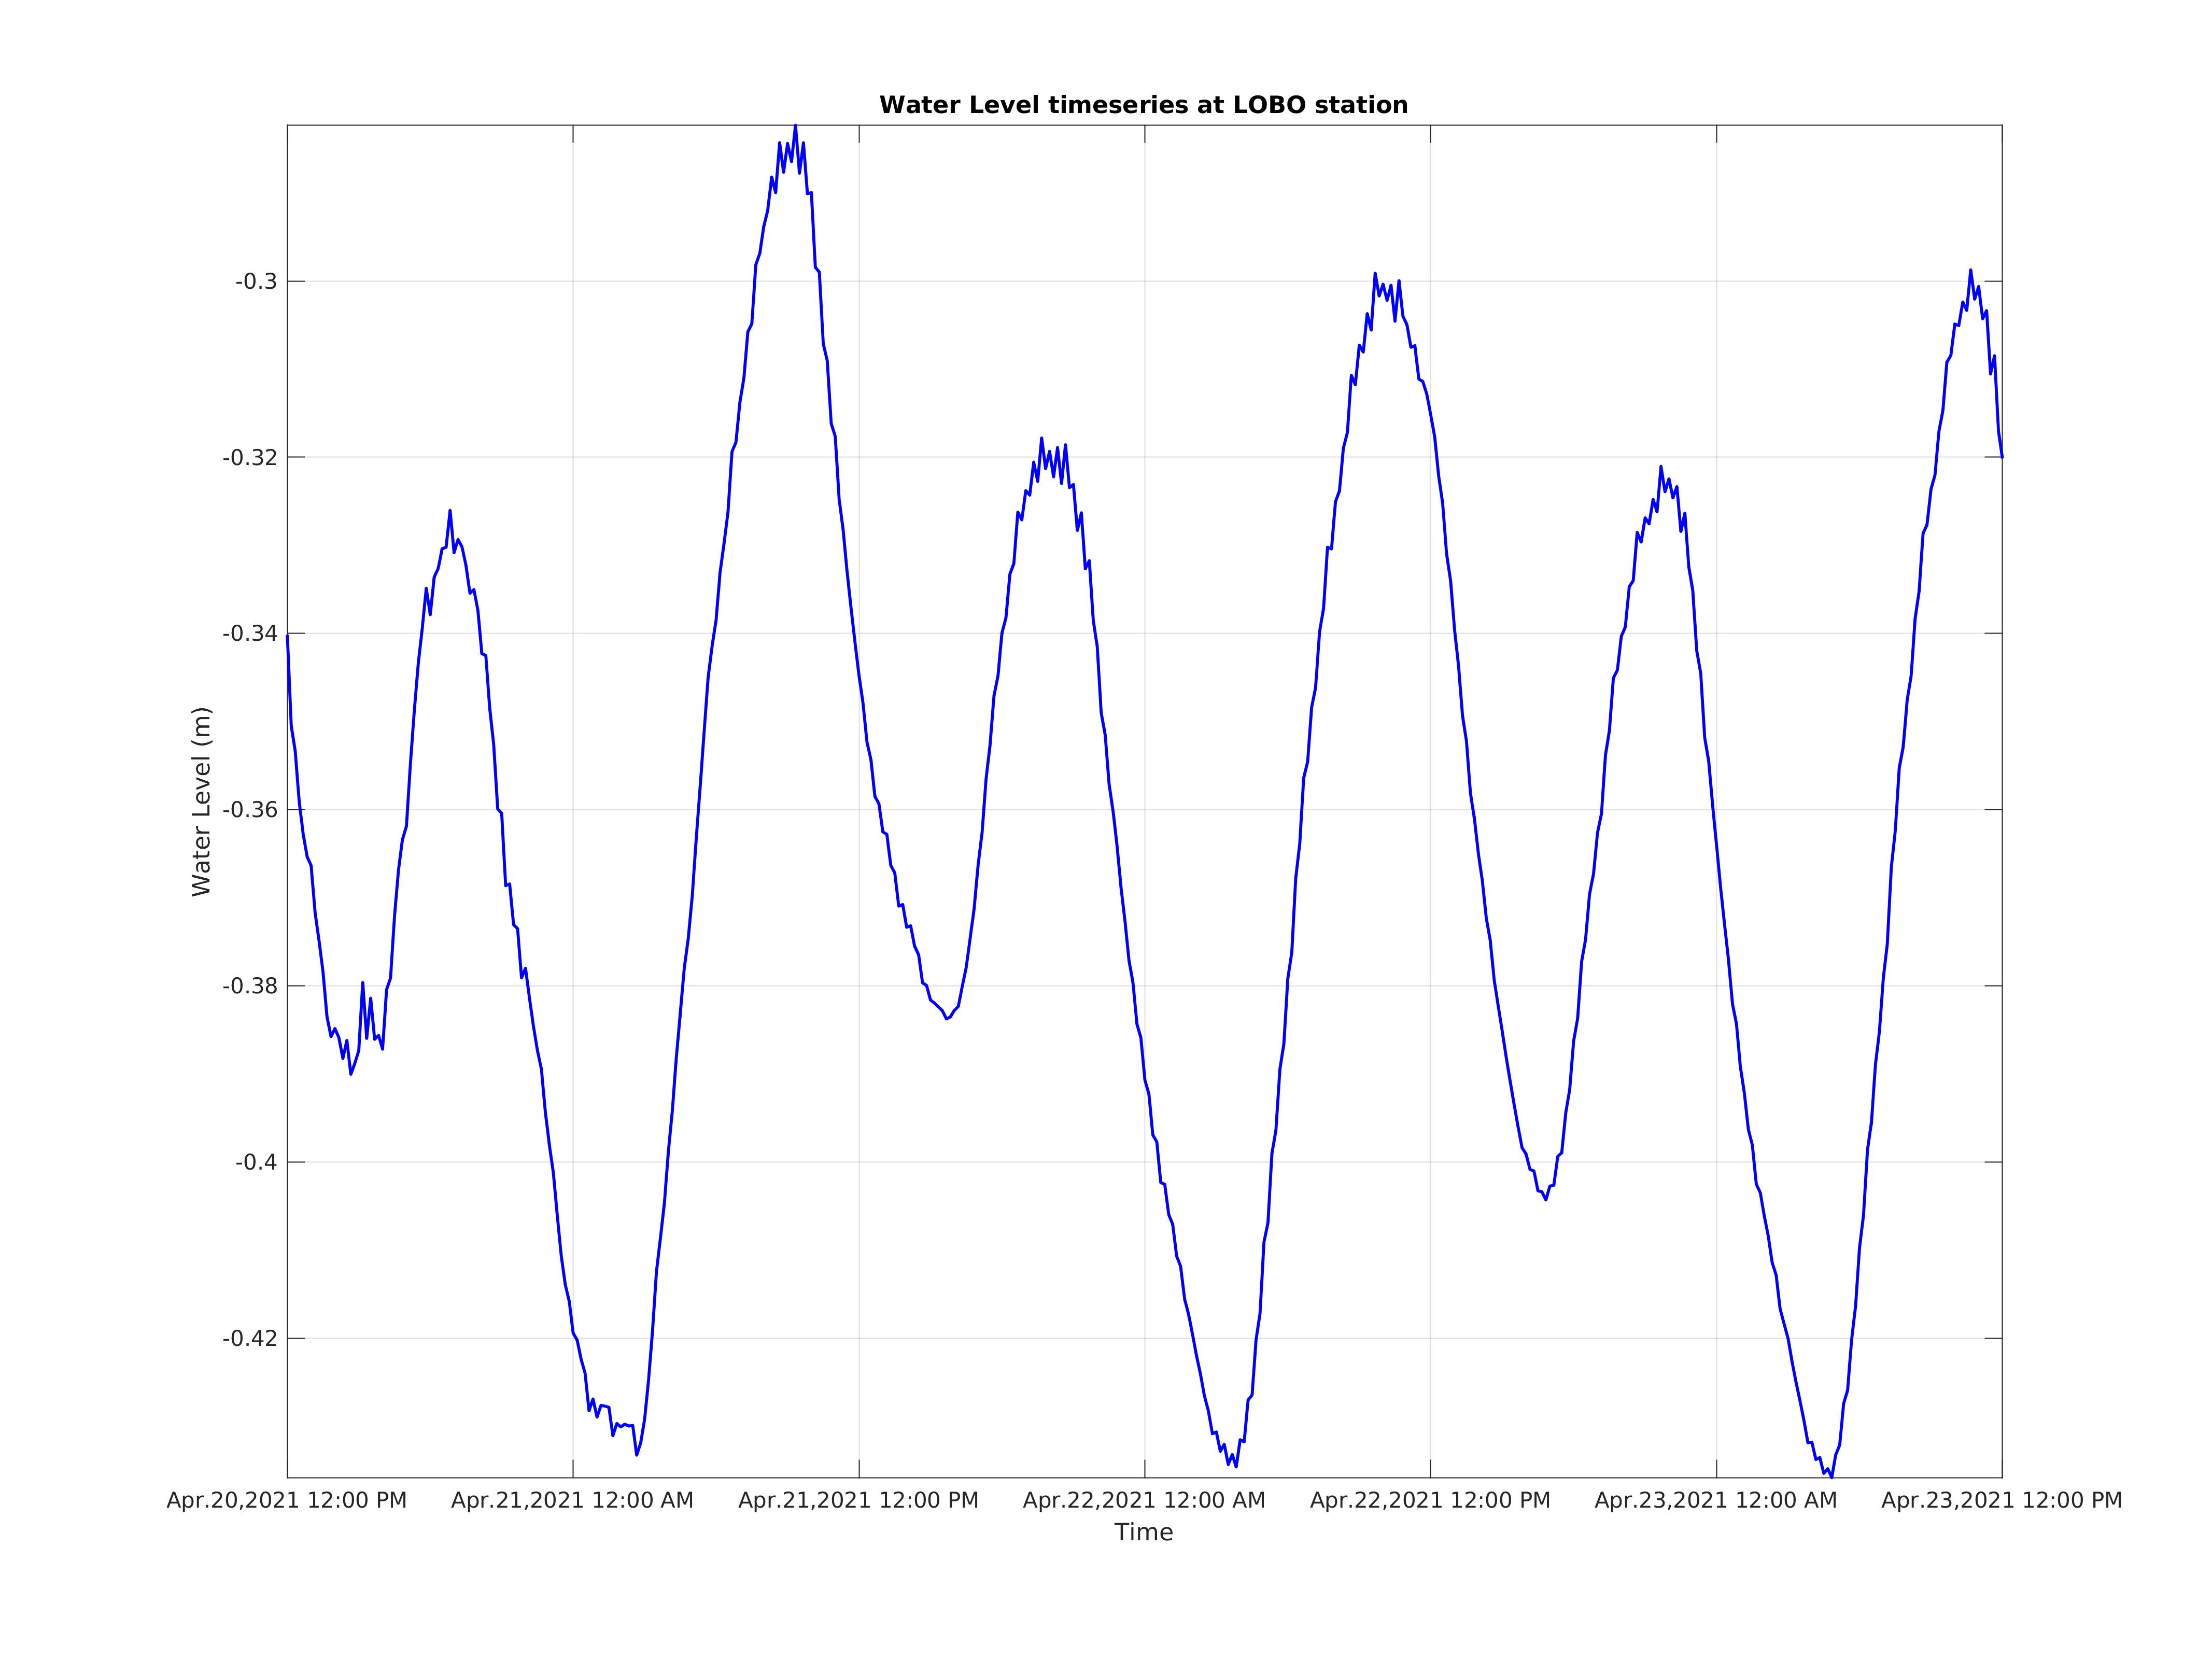 Water Level timeseries at LOBO station
-0.3
-0.32
-0.34
-0.36
-0.38
-0.4
-0.42
Water Level (m)
Apr.20,2021 12:00 PM Apr.21,2021 12:00 AM Apr.21,2021 12:00 PM Apr.22,2021 12:00 AM Apr.22,2021 12:00 PM Apr.23,2021 12:00 AM Apr.23,2021 12:00 PM
Time